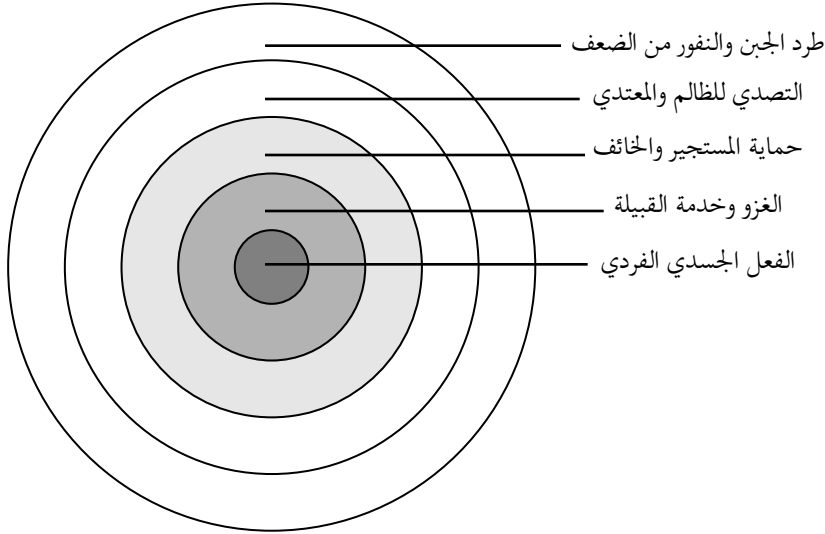 طرد الجبن والنفور من الضعف
التصدي للظالم والمعتدي
حماية المستجير والخائف
الغزو وخدمة القبيلة
الفعل الجسدي الفردي